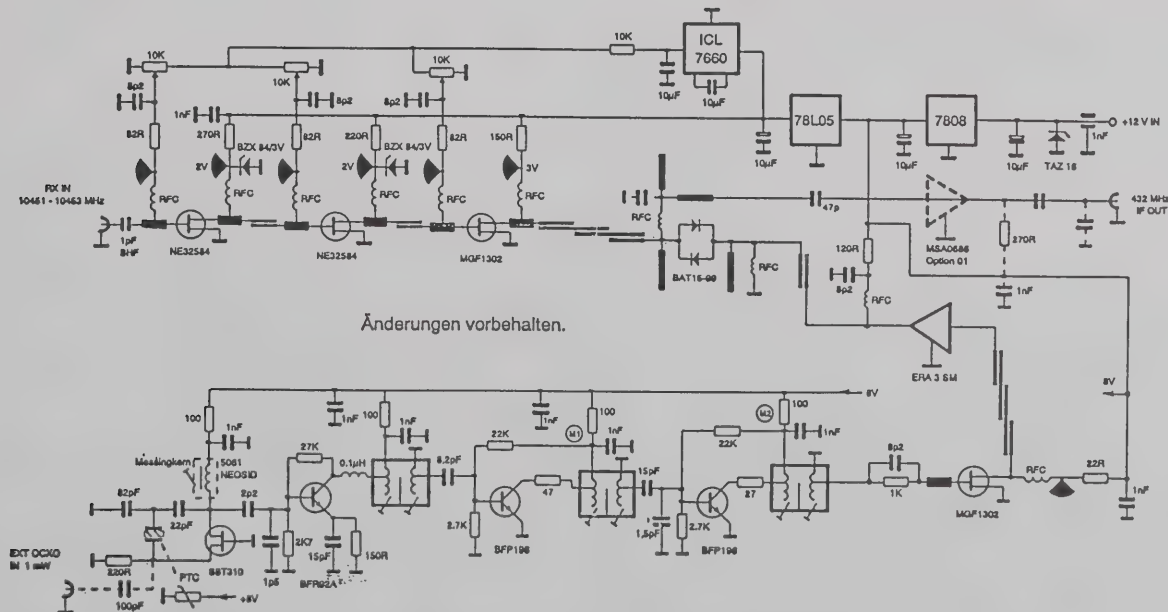 10K
10K
10K
10K
ICL
7660
10µF
10µF
8p2
8p2
8p2
1nF
82R
270R
82R
220R
82R
150R
BZX 84/3V
BZX 84/3V
2V
2V
3V
RFC
RFC
RFC
RFC
RFC
RFC
RX IN
10451 - 10453 MHz
1pF
SHF
NE32584
NE32584
MGF1302
10µF
78L05
10µF
7808
10µF
TAZ 16
1nF
+12 V IN
RFC
47p
BAT15-99
RFC
120R
8p2
RFC
MSA0686
Option 01
270R
1nF
432 MHz
IF OUT
Änderungen vorbehalten.
ERA 3 SM
8V
8V
100
1nF
Messingkern
5061
NEOSID
82pF
22pF
2p2
27K
0.1µH
1nF
100
1nF
8,2pF
22K
1nF
M1
100
1nF
15pF
22K
M2
100
1nF
8p2
1K
MGF1302
RFC
22R
1nF
47
27
2.7K
2.7K
BFP196
BFP196
1,5pF
EXT OCXO
IN 1 mW
220R
100pF
PTC
+8V
SST310
1p5
2K7
15pF
BFR92A
150R